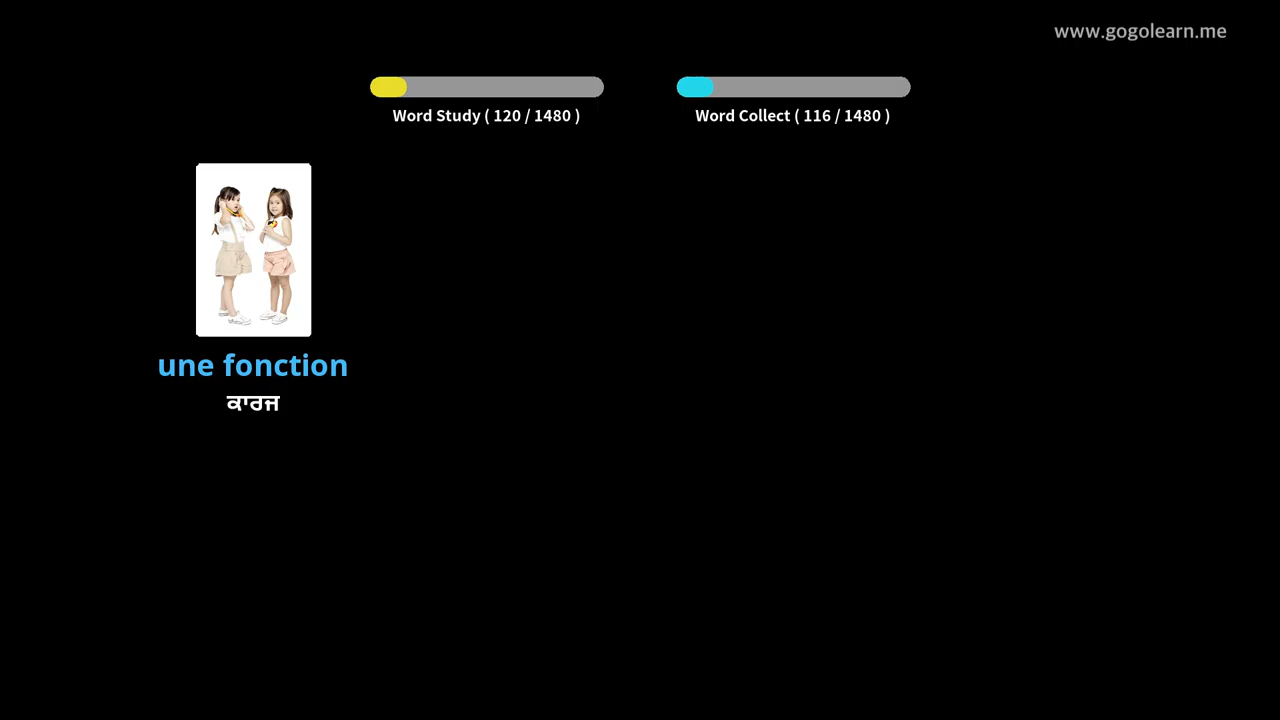 www.gogolearn.me
Word Study ( 120 / 1480 )
Word Collect ( 116 / 1480 )
une fonction
ਕਾਰਜ